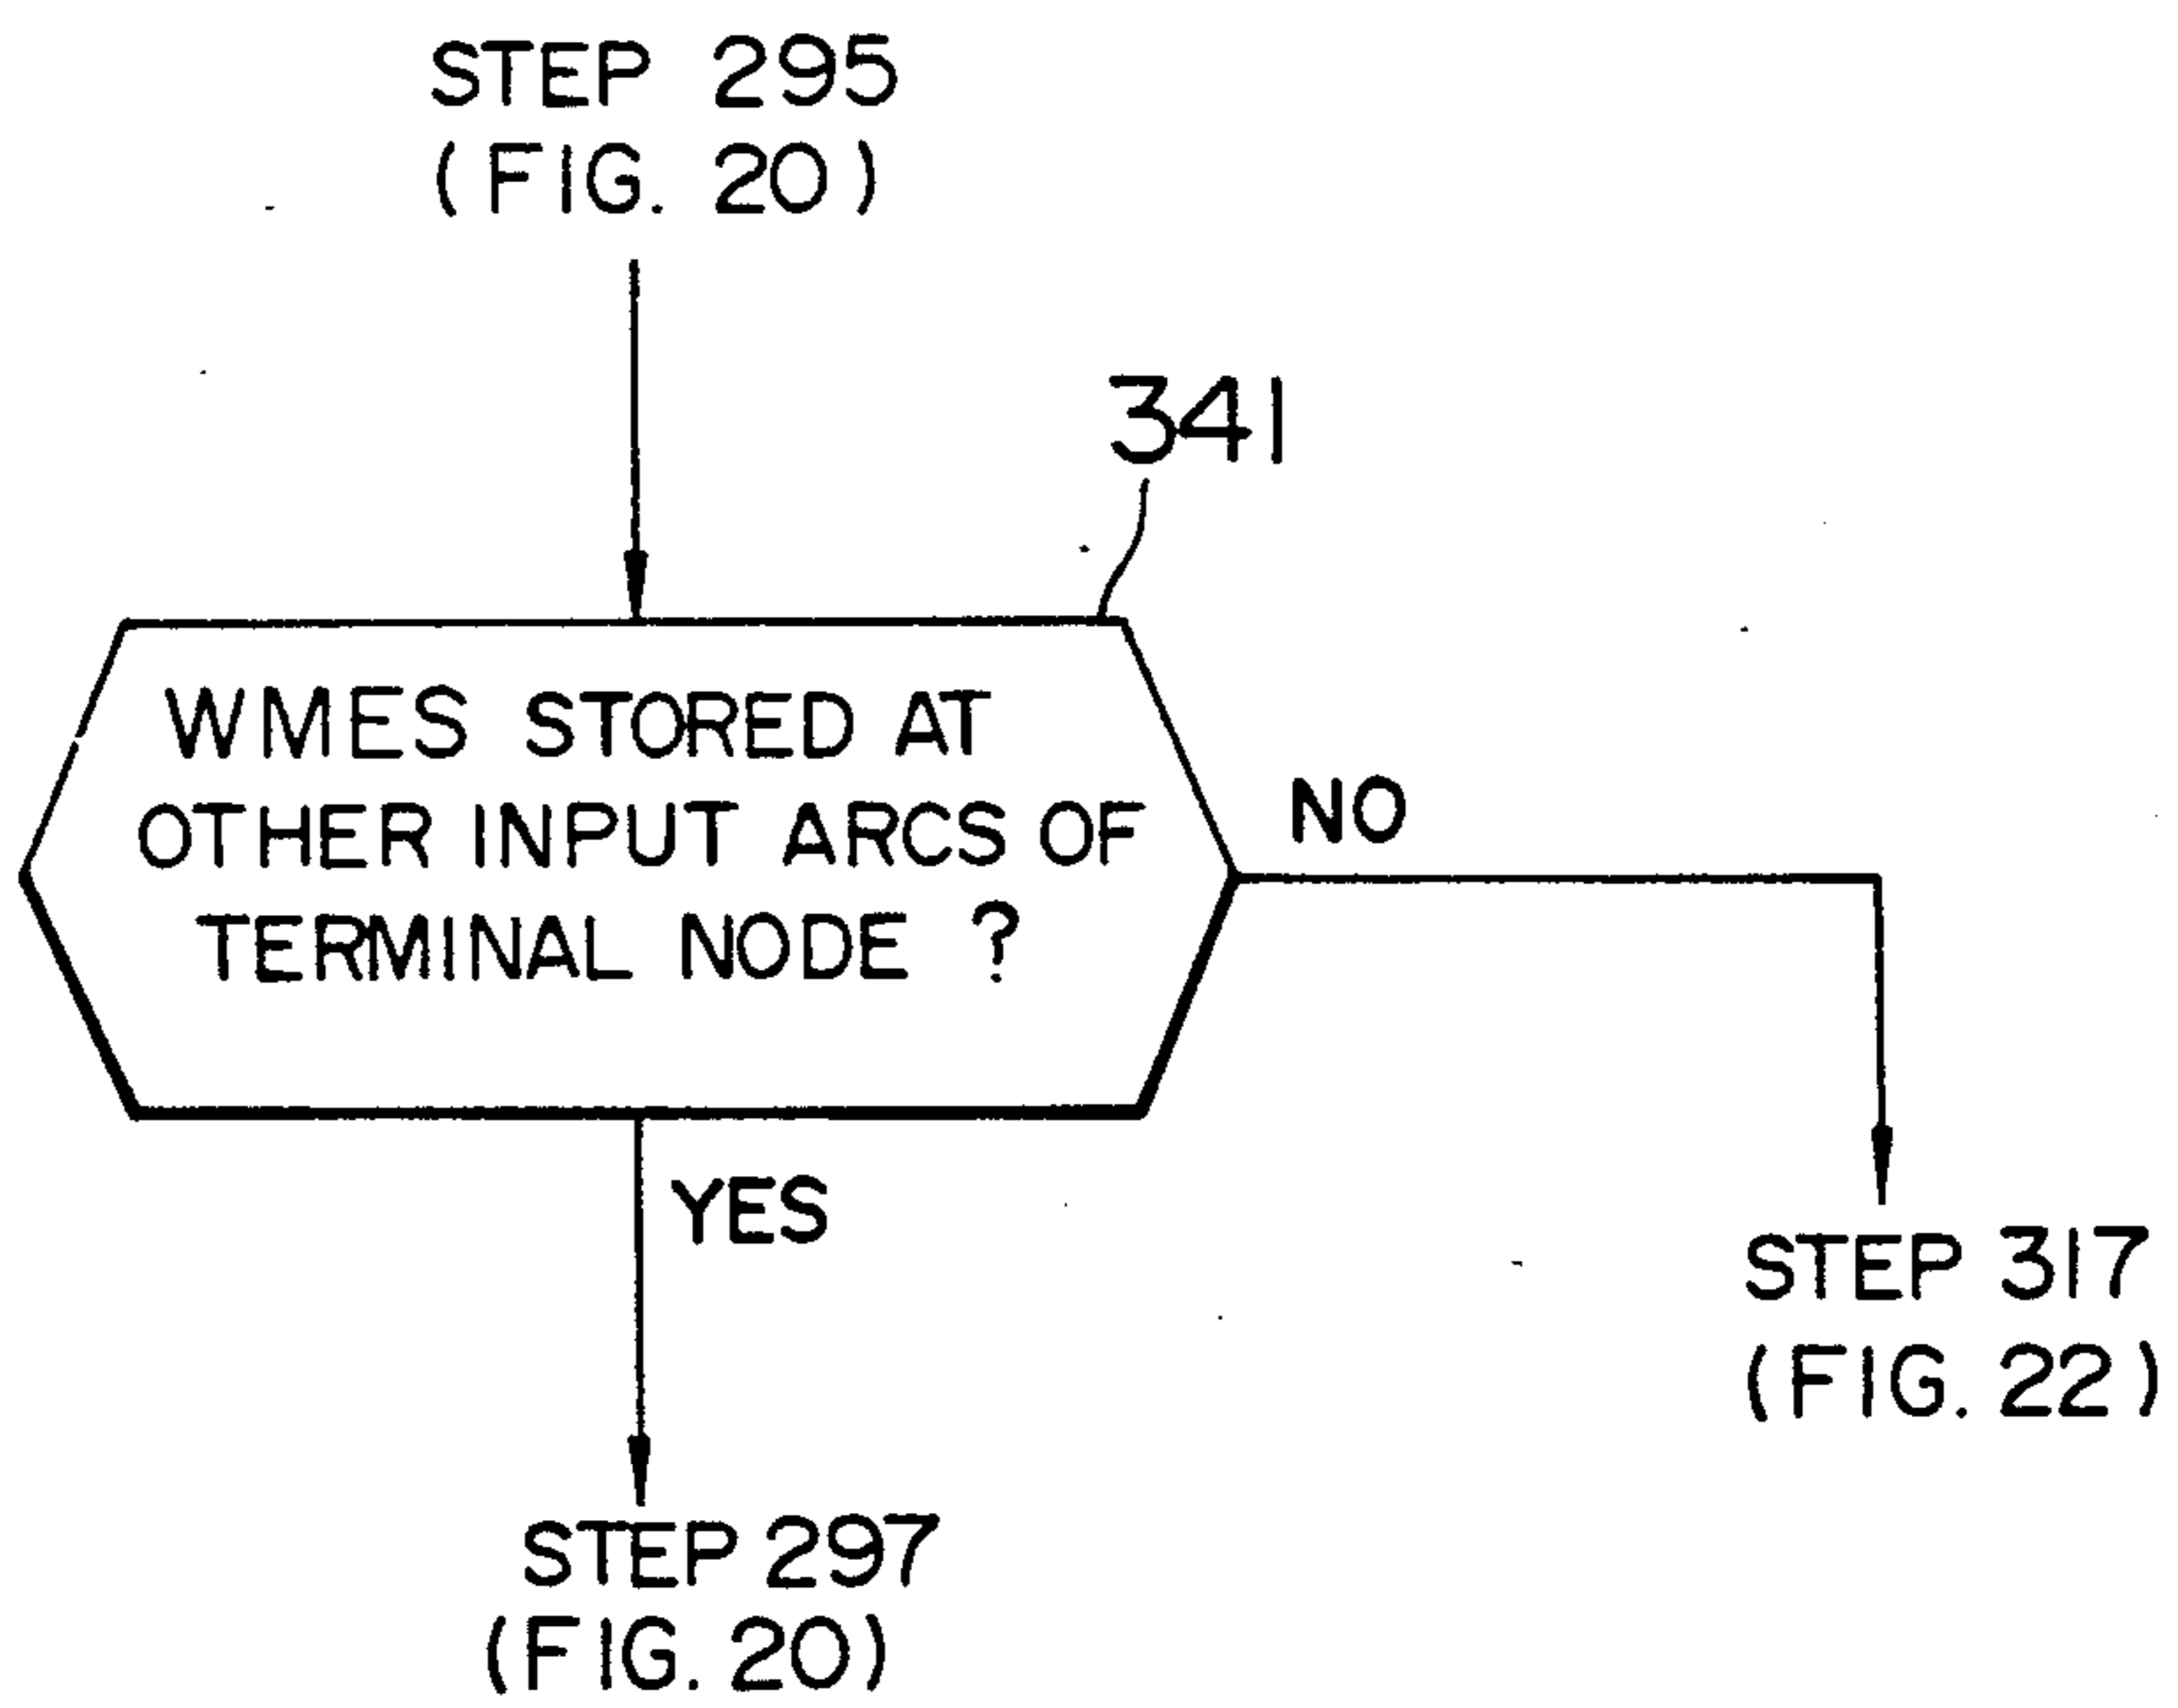 STEP 295
(FIG. 20)
341
WMES STORED AT
OTHER INPUT ARCS OF
TERMINAL NODE ?
NO
YES
STEP 317
(FIG. 22)
STEP 297
(FIG. 20)